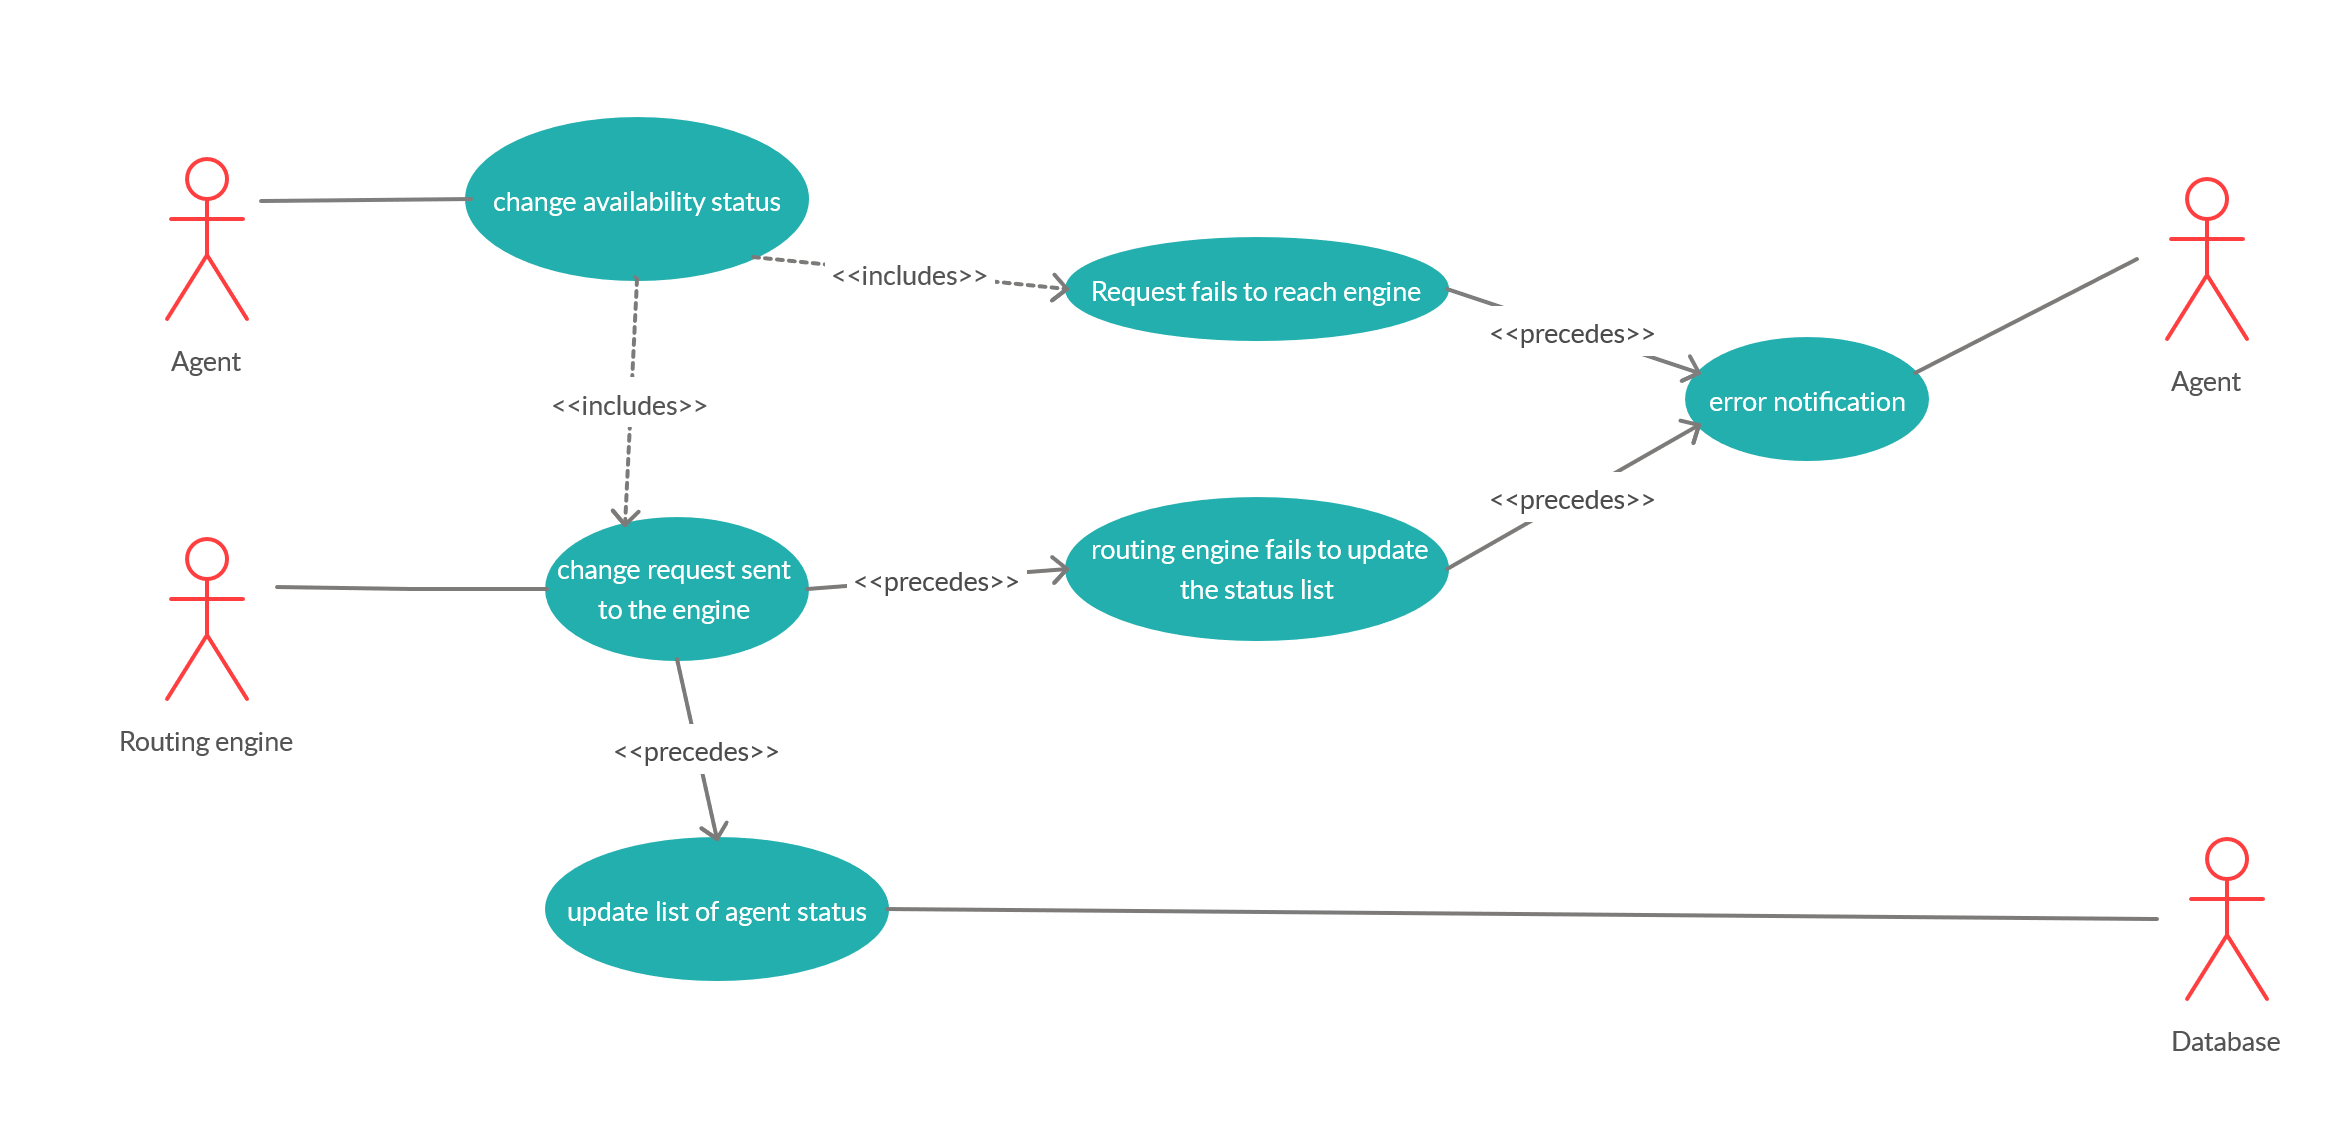 change availability status
Agent
<<includes>>
Request fails to reach engine
<<precedes>>
error notification
Agent
<<includes>>
<<precedes>>
change request sent
to the engine
<<precedes>>
routing engine fails to update
the status list
Routing engine
<<precedes>>
update list of agent status
Database